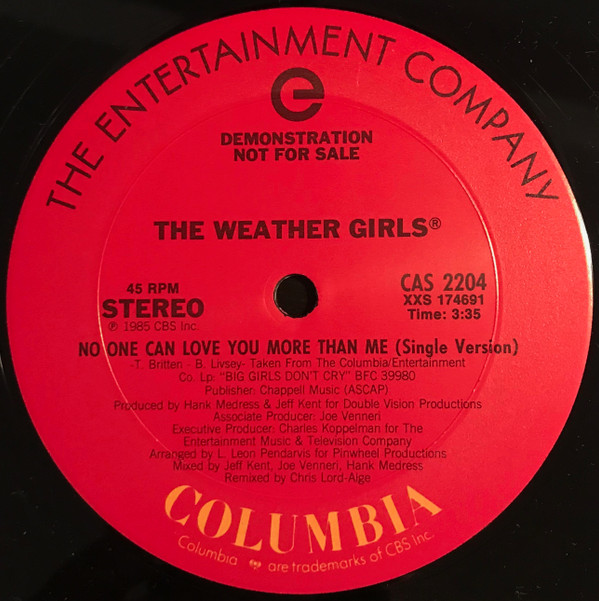 THE ENTERTAINMENT COMPANY
e
DEMONSTRATION
NOT FOR SALE
THE WEATHER GIRLS®
45 RPM
STEREO
℗ 1985 CBS Inc.
CAS 2204
XXS 174691
Time: 3:35
NO ONE CAN LOVE YOU MORE THAN ME (Single Version)
-T. Britten - B. Livsey- Taken From The Columbia/Entertainment
Co. Lp: "BIG GIRLS DON'T CRY" BFC 39980
Publisher: Chappell Music (ASCAP)
Produced by Hank Medress & Jeff Kent for Double Vision Productions
Associate Producer: Joe Venneri
Executive Producer: Charles Koppelman for The
Entertainment Music & Television Company
Arranged by L. Leon Pendarvis for Pinwheel Productions
Mixed by Jeff Kent, Joe Venneri, Hank Medress
Remixed by Chris Lord-Alge
COLUMBIA
Columbia are trademarks of CBS Inc.